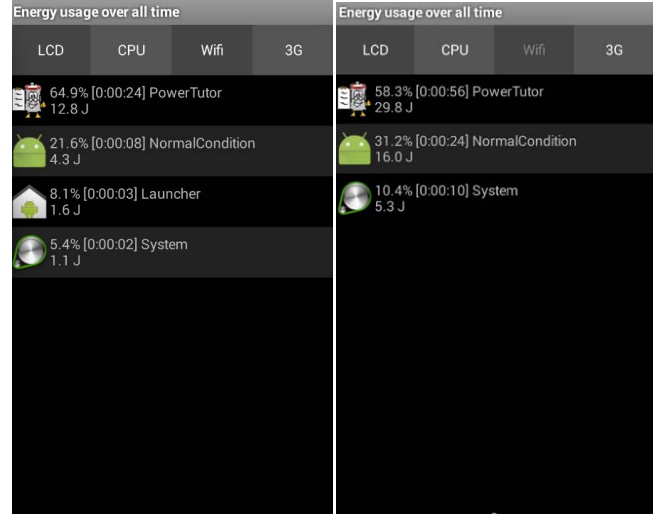 Energy usage over all time
LCD CPU Wifi 3G
64.9% [0:00:24] PowerTutor
12.8 J
21.6% [0:00:08] NormalCondition
4.3 J
8.1% [0:00:03] Launcher
1.6 J
5.4% [0:00:02] System
1.1 J
Energy usage over all time
LCD CPU Wifi 3G
58.3% [0:00:56] PowerTutor
29.8 J
31.2% [0:00:24] NormalCondition
16.0 J
10.4% [0:00:10] System
5.3 J